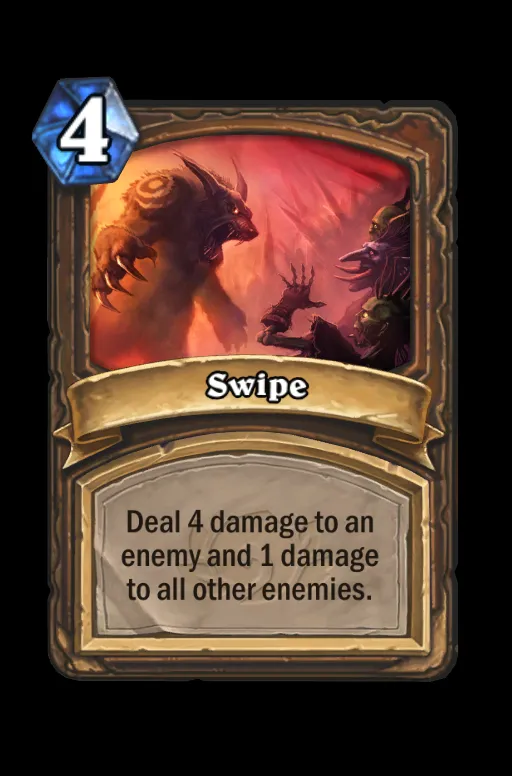 4
Swipe
Deal 4 damage to an
enemy and 1 damage
to all other enemies.